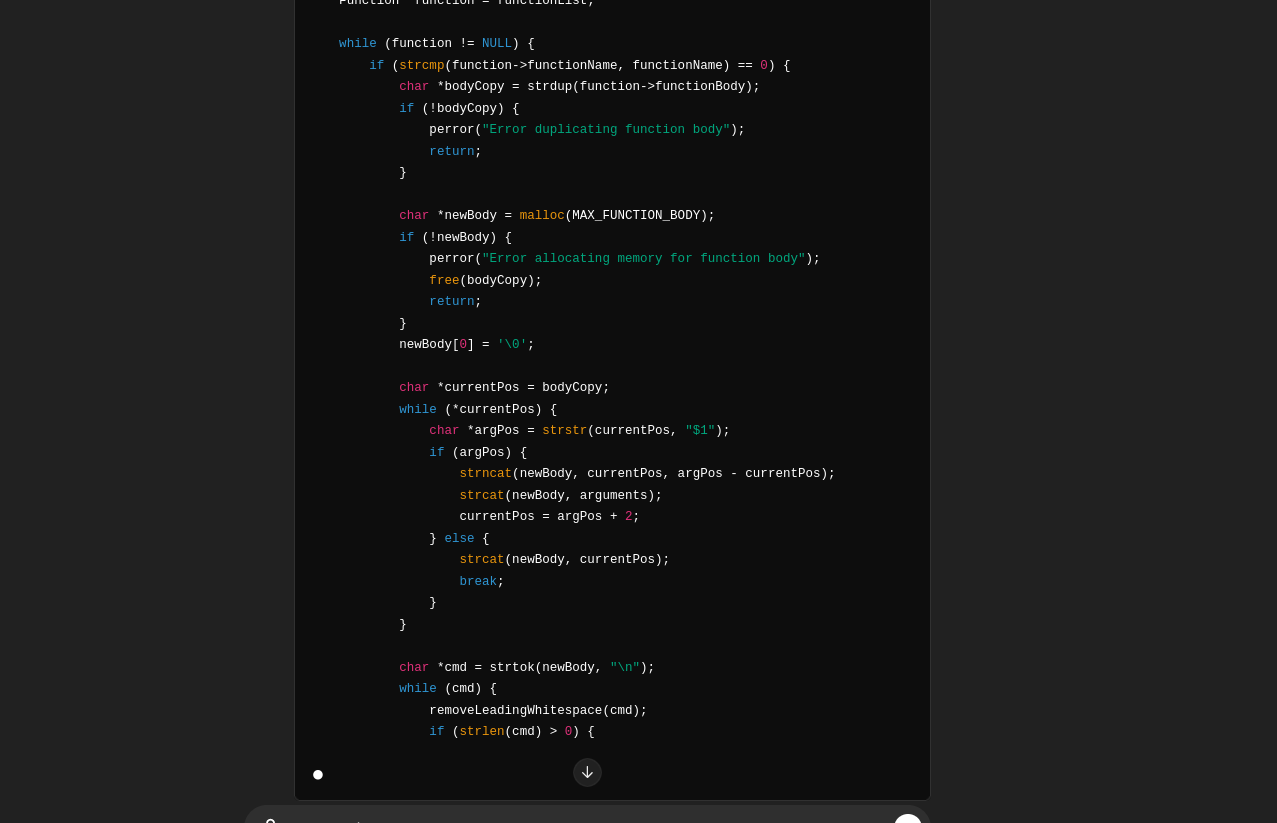 Function *function = functionList;
while (function != NULL) {
if (strcmp(function->functionName, functionName) == 0) {
char *bodyCopy = strdup(function->functionBody);
if (!bodyCopy) {
perror("Error duplicating function body");
return;
}
char *newBody = malloc(MAX_FUNCTION_BODY);
if (!newBody) {
perror("Error allocating memory for function body");
free(bodyCopy);
return;
}
newBody[0] = '\0';
char *currentPos = bodyCopy;
while (*currentPos) {
char *argPos = strstr(currentPos, "$1");
if (argPos) {
strncat(newBody, currentPos, argPos - currentPos);
strcat(newBody, arguments);
currentPos = argPos + 2;
} else {
strcat(newBody, currentPos);
break;
}
}
char *cmd = strtok(newBody, "\n");
while (cmd) {
removeLeadingWhitespace(cmd);
if (strlen(cmd) > 0) {